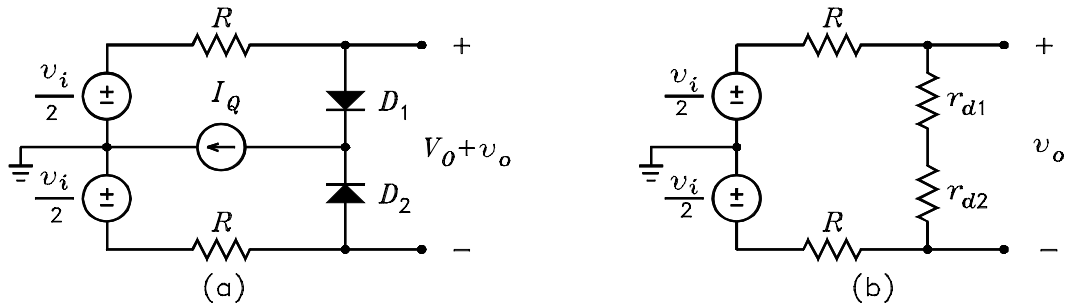 R
v_i
2
I_Q
D_1
V_O+v_o
v_i
2
D_2
R
+
−
(a)
R
v_i
2
r_d1
v_o
v_i
2
r_d2
R
+
−
(b)